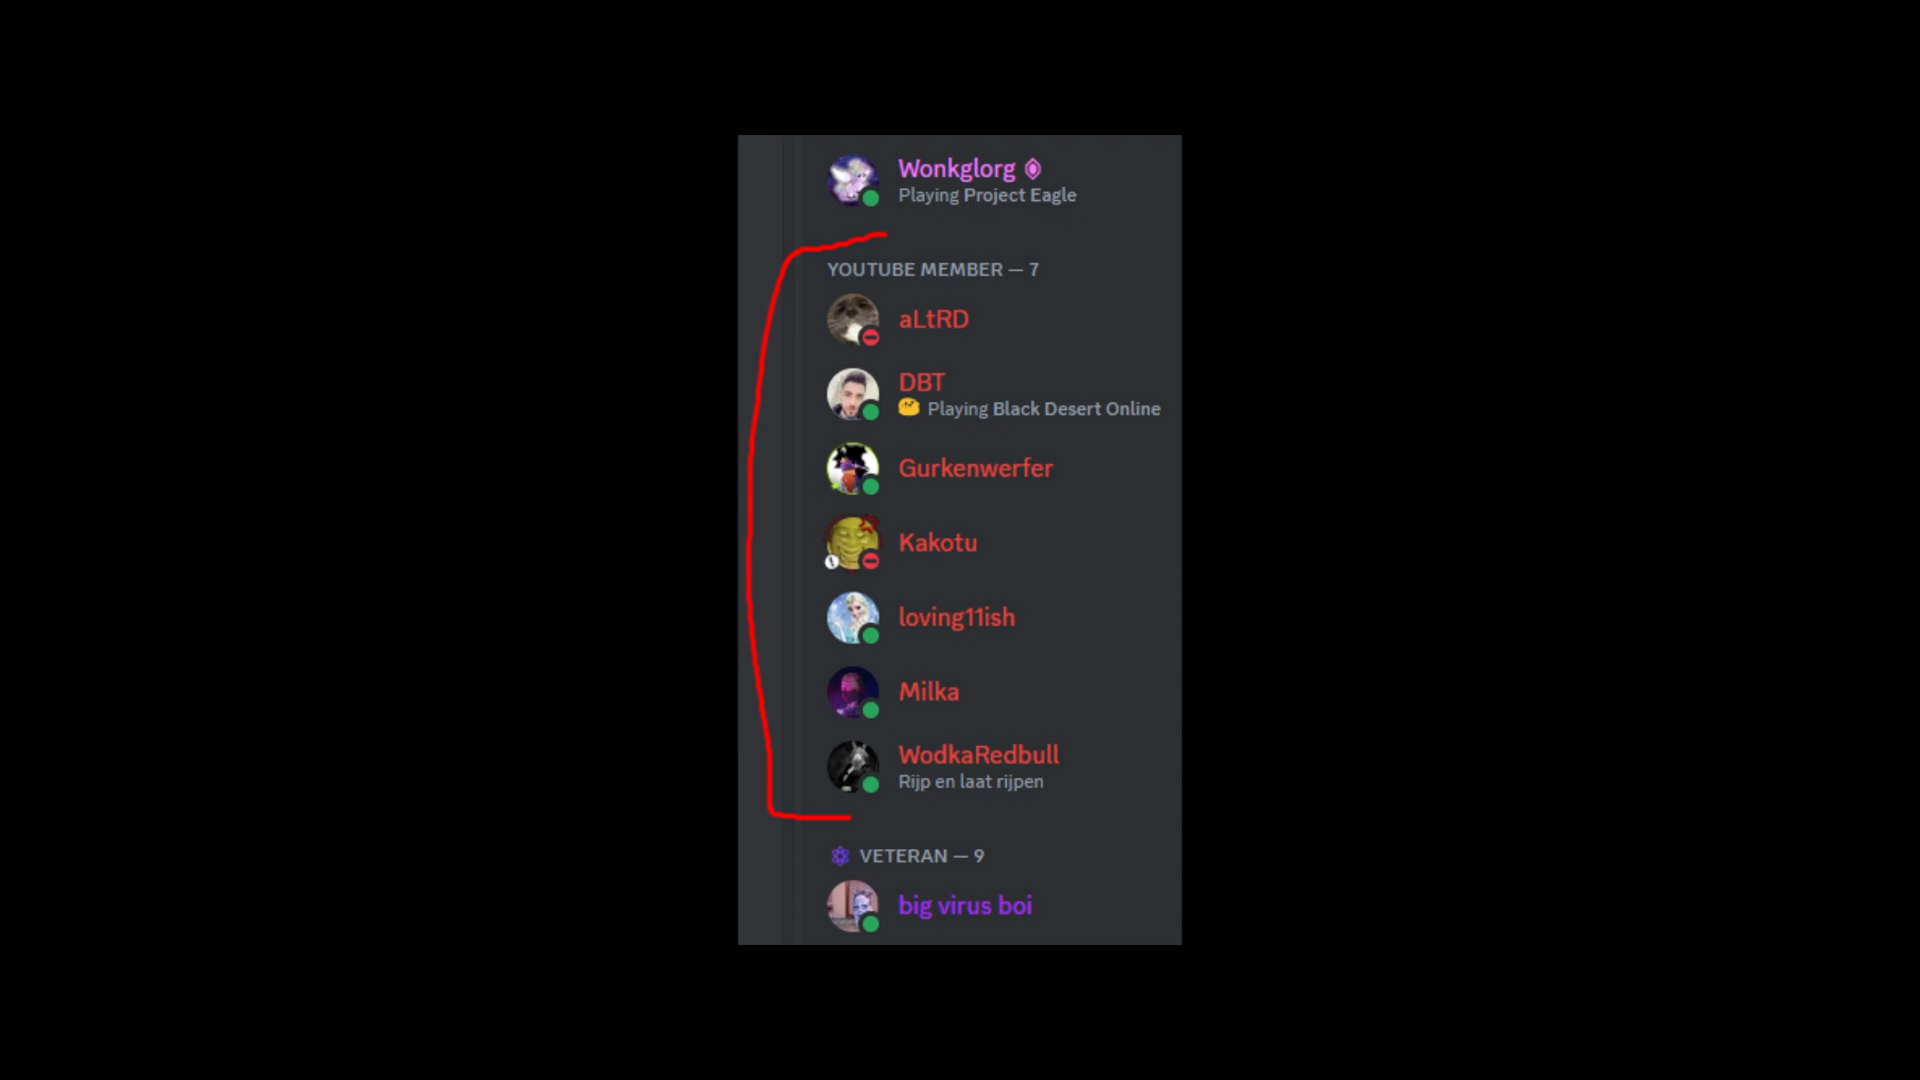 Wonkglorg
Playing Project Eagle
YOUTUBE MEMBER — 7
aLtRD
DBT
Playing Black Desert Online
Gurkenwerfer
Kakotu
loving11ish
Milka
WodkaRedbull
Rijp en laat rijpen
VETERAN — 9
big virus boi